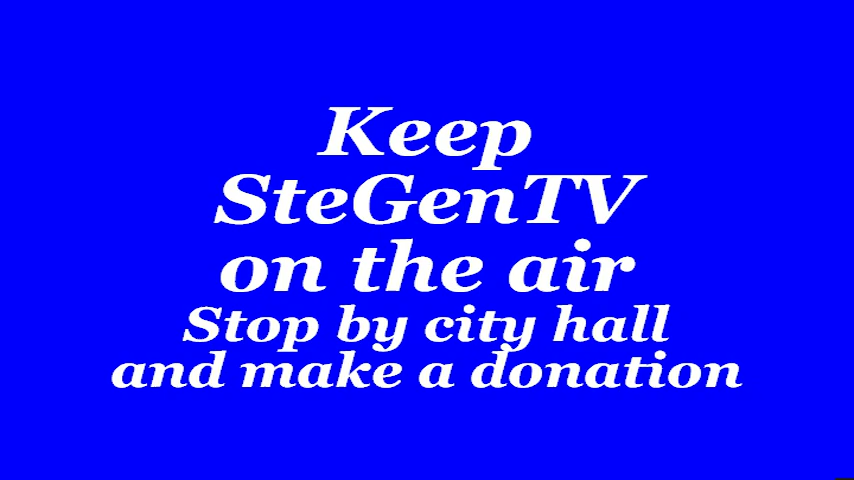 Keep
SteGenTV
on the air
Stop by city hall
and make a donation